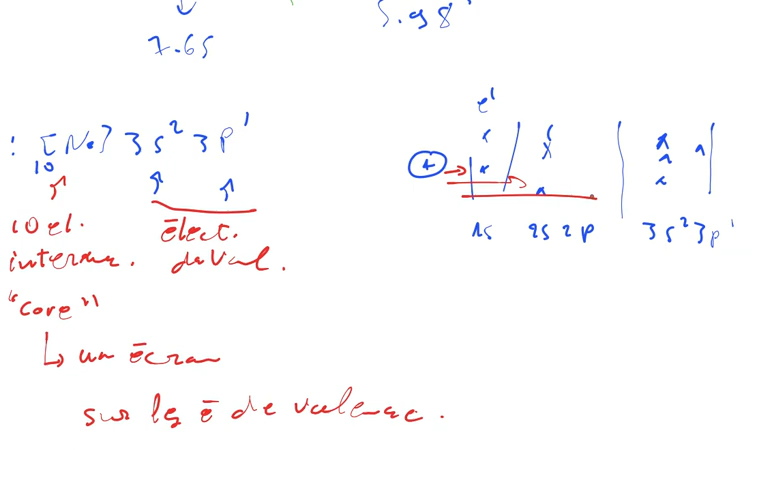 7.65
5.98
: [Ne] 3s² 3p¹
10
e⁻
+
1s 2s 2p 3s² 3p¹
10 el. élect.
interne. de Val.
"core"
↳ un écran
sur les ē de valence.